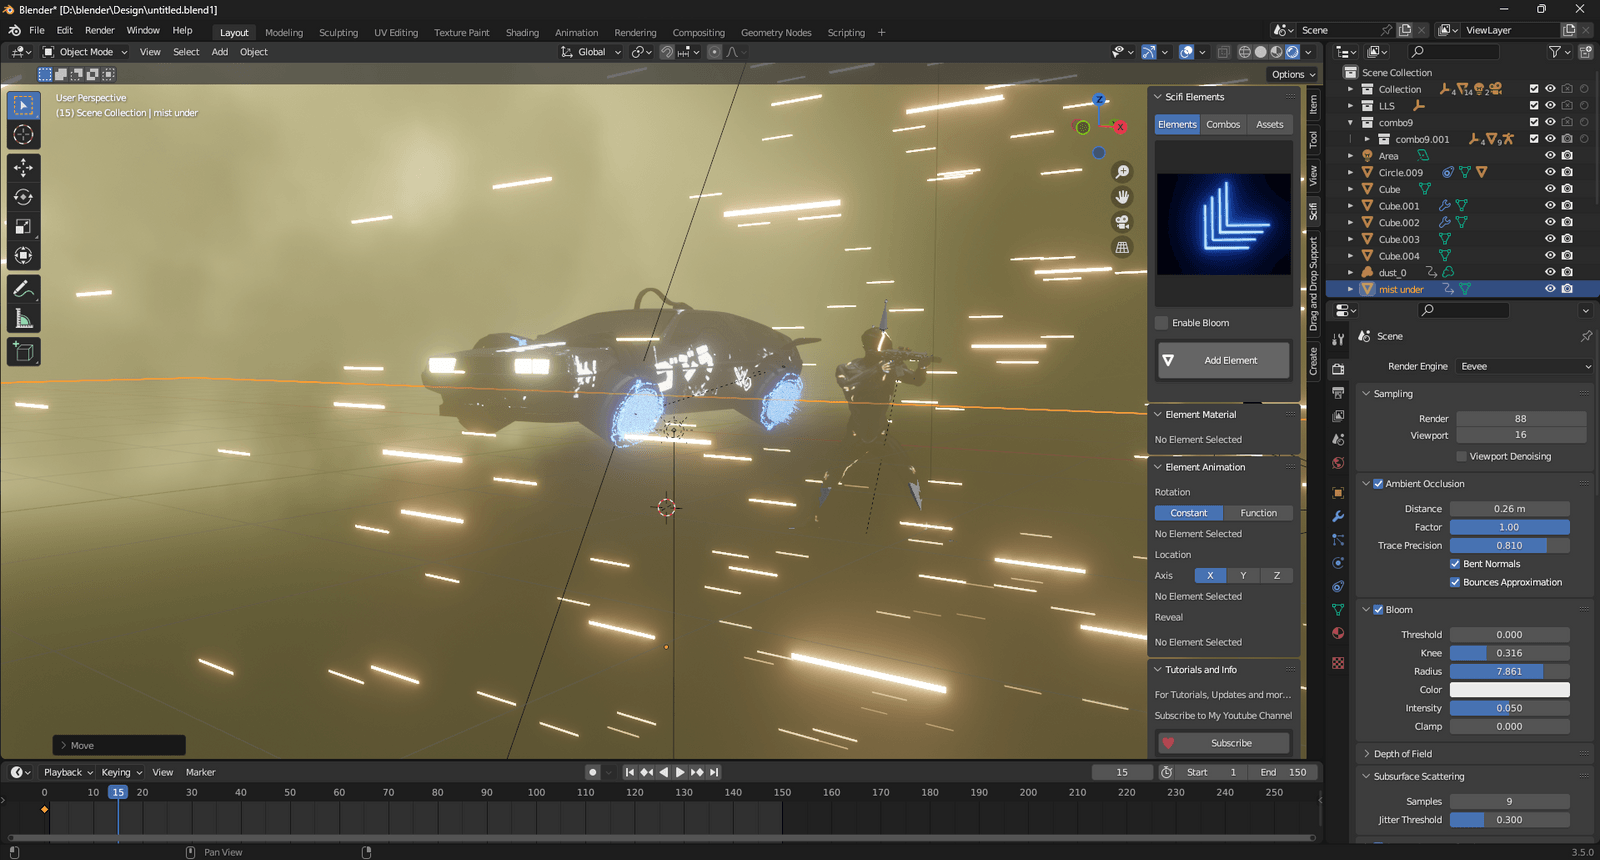 Blender* [D:\blender\Design\untitled.blend1]
File Edit Render Window Help Layout Modeling Sculpting UV Editing Texture Paint Shading Animation Rendering Compositing Geometry Nodes Scripting + Scene ViewLayer
Object Mode View Select Add Object Global
Options
User Perspective
(15) Scene Collection | mist under
Z
X
Scifi Elements
Elements Combos Assets
Enable Bloom
Add Element
Element Material
No Element Selected
Element Animation
Rotation
Constant Function
No Element Selected
Location
Axis X Y Z
No Element Selected
Reveal
No Element Selected
Tutorials and Info
For Tutorials, Updates and mor...
Subscribe to My Youtube Channel
Subscribe
Item
Tool
View
Scifi
Drag and Drop Support
Create
Scene Collection
Collection 4 14 2
LLS
combo9
combo9.001 4 9
Area
Circle.009
Cube
Cube.001
Cube.002
Cube.003
Cube.004
dust_0
mist under
Scene
Render Engine Eevee
Sampling
Render 88
Viewport 16
Viewport Denoising
Ambient Occlusion
Distance 0.26 m
Factor 1.00
Trace Precision 0.810
Bent Normals
Bounces Approximation
Bloom
Threshold 0.000
Knee 0.316
Radius 7.861
Color
Intensity 0.050
Clamp 0.000
Depth of Field
Subsurface Scattering
Samples 9
Jitter Threshold 0.300
Move
Playback Keying View Marker 15 Start 1 End 150
0 10 15 20 30 40 50 60 70 80 90 100 110 120 130 140 150 160 170 180 190 200 210 220 230 240 250
Pan View
3.5.0